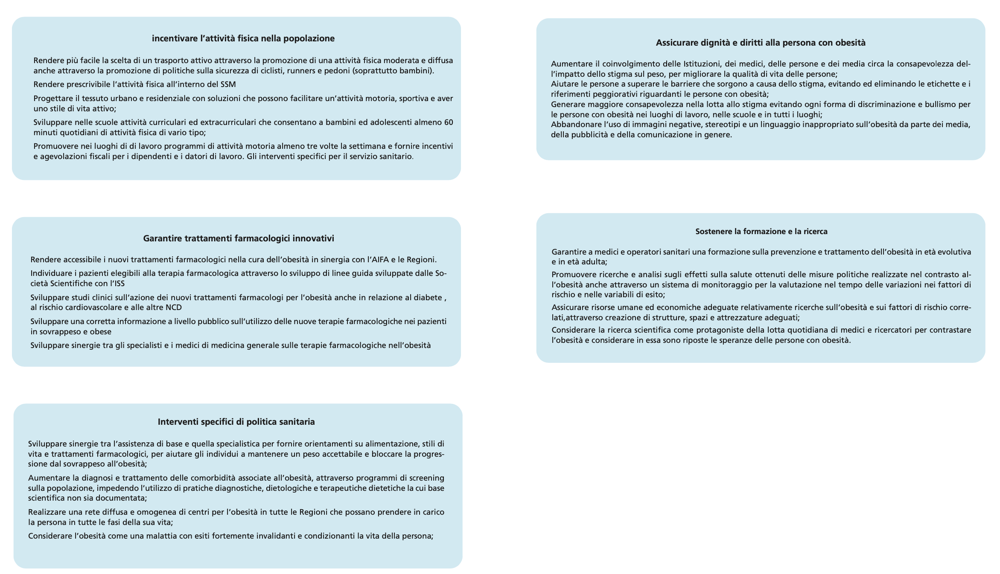 incentivare l'attività fisica nella popolazione
Rendere più facile la scelta di un trasporto attivo attraverso la promozione di una attività fisica moderata e diffusa
anche attraverso la promozione di politiche sulla sicurezza di ciclisti, runners e pedoni (soprattutto bambini).
Rendere prescrivibile l'attività fisica all'interno del SSM
Progettare il tessuto urbano e residenziale con soluzioni che possono facilitare un'attività motoria, sportiva e aver
uno stile di vita attivo;
Sviluppare nelle scuole attività curriculari ed extracurriculari che consentano a bambini ed adolescenti almeno 60
minuti quotidiani di attività fisica di vario tipo;
Promuovere nei luoghi di di lavoro programmi di attività motoria almeno tre volte la settimana e fornire incentivi
e agevolazioni fiscali per i dipendenti e i datori di lavoro. Gli interventi specifici per il servizio sanitario.
Garantire trattamenti farmacologici innovativi
Rendere accessibile i nuovi trattamenti farmacologici nella cura dell'obesità in sinergia con l'AIFA e le Regioni.
Individuare i pazienti elegibili alla terapia farmacologica attraverso lo sviluppo di linee guida sviluppate dalle So-
cietà Scientifiche con l'ISS
Sviluppare studi clinici sull'azione dei nuovi trattamenti farmacologi per l'obesità anche in relazione al diabete ,
al rischio cardiovascolare e alle altre NCD
Sviluppare una corretta informazione a livello pubblico sull'utilizzo delle nuove terapie farmacologiche nei pazienti
in sovrappeso e obese
Sviluppare sinergie tra gli specialisti e i medici di medicina generale sulle terapie farmacologiche nell'obesità
Interventi specifici di politica sanitaria
Sviluppare sinergie tra l'assistenza di base e quella specialistica per fornire orientamenti su alimentazione, stili di
vita e trattamenti farmacologici, per aiutare gli individui a mantenere un peso accettabile e bloccare la progres-
sione dal sovrappeso all'obesità;
Aumentare la diagnosi e trattamento delle comorbidità associate all'obesità, attraverso programmi di screening
sulla popolazione, impedendo l'utilizzo di pratiche diagnostiche, dietologiche e terapeutiche dietetiche la cui base
scientifica non sia documentata;
Realizzare una rete diffusa e omogenea di centri per l'obesità in tutte le Regioni che possano prendere in carico
la persona in tutte le fasi della sua vita;
Considerare l'obesità come una malattia con esiti fortemente invalidanti e condizionanti la vita della persona;
Assicurare dignità e diritti alla persona con obesità
Aumentare il coinvolgimento delle Istituzioni, dei medici, delle persone e dei media circa la consapevolezza del-
l'impatto dello stigma sul peso, per migliorare la qualità di vita delle persone;
Aiutare le persone a superare le barriere che sorgono a causa dello stigma, evitando ed eliminando le etichette e i
riferimenti peggiorativi riguardanti le persone con obesità;
Generare maggiore consapevolezza nella lotta allo stigma evitando ogni forma di discriminazione e bullismo per
le persone con obesità nei luoghi di lavoro, nelle scuole e in tutti i luoghi;
Abbandonare l'uso di immagini negative, stereotipi e un linguaggio inappropriato sull'obesità da parte dei media,
della pubblicità e della comunicazione in genere.
Sostenere la formazione e la ricerca
Garantire a medici e operatori sanitari una formazione sulla prevenzione e trattamento dell'obesità in età evolutiva
e in età adulta;
Promuovere ricerche e analisi sugli effetti sulla salute ottenuti delle misure politiche realizzate nel contrasto al-
l'obesità anche attraverso un sistema di monitoraggio per la valutazione nel tempo delle variazioni nei fattori di
rischio e nelle variabili di esito;
Assicurare risorse umane ed economiche adeguate relativamente ricerche sull'obesità e sui fattori di rischio corre-
lati,attraverso creazione di strutture, spazi e attrezzature adeguati;
Considerare la ricerca scientifica come protagoniste della lotta quotidiana di medici e ricercatori per contrastare
l'obesità e considerare in essa sono riposte le speranze delle persone con obesità.